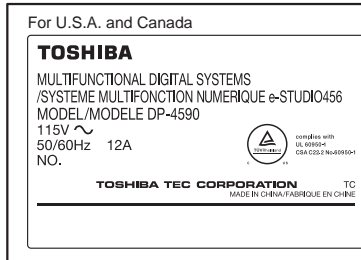 For U.S.A. and Canada
TOSHIBA
MULTIFUNCTIONAL DIGITAL SYSTEMS
/SYSTEME MULTIFONCTION NUMERIQUE e-STUDIO456
MODEL/MODELE DP-4590
115V ∿
50/60Hz 12A
NO.
TÜVRheinland
C US
complies with
UL 60950-1
CSA C22.2 No.60950-1
TOSHIBA TEC CORPORATION TC
MADE IN CHINA/FABRIQUE EN CHINE